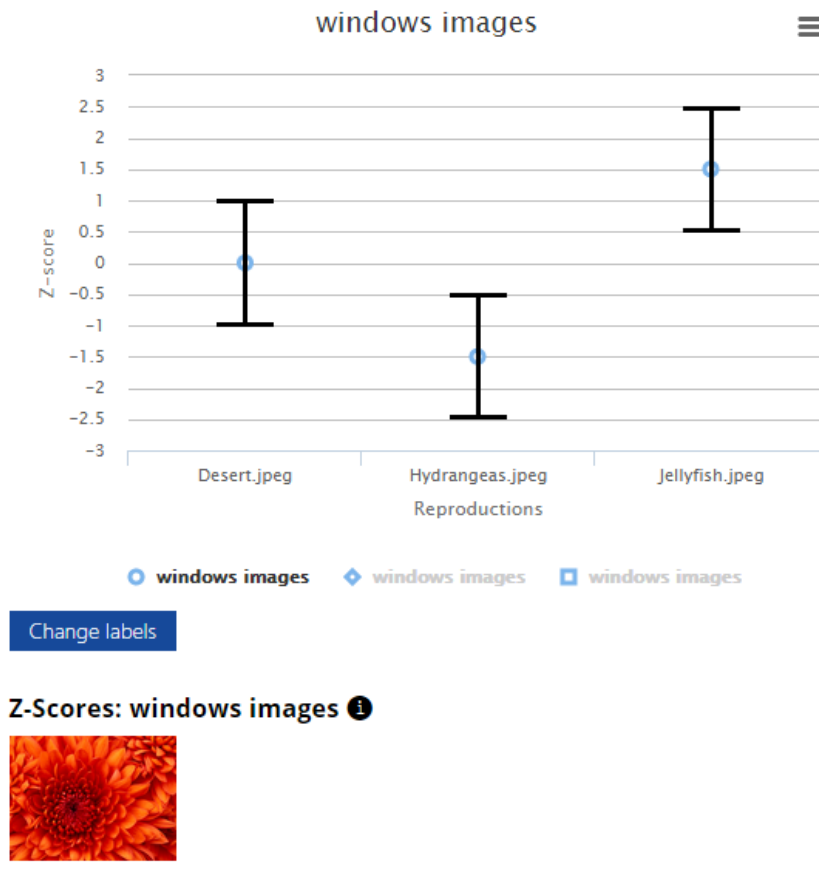 windows images
3
2.5
2
1.5
1
0.5
0
−0.5
−1
−1.5
−2
−2.5
−3
Z-score
Desert.jpeg Hydrangeas.jpeg Jellyfish.jpeg
Reproductions
windows images windows images windows images
Change labels
Z-Scores: windows images i